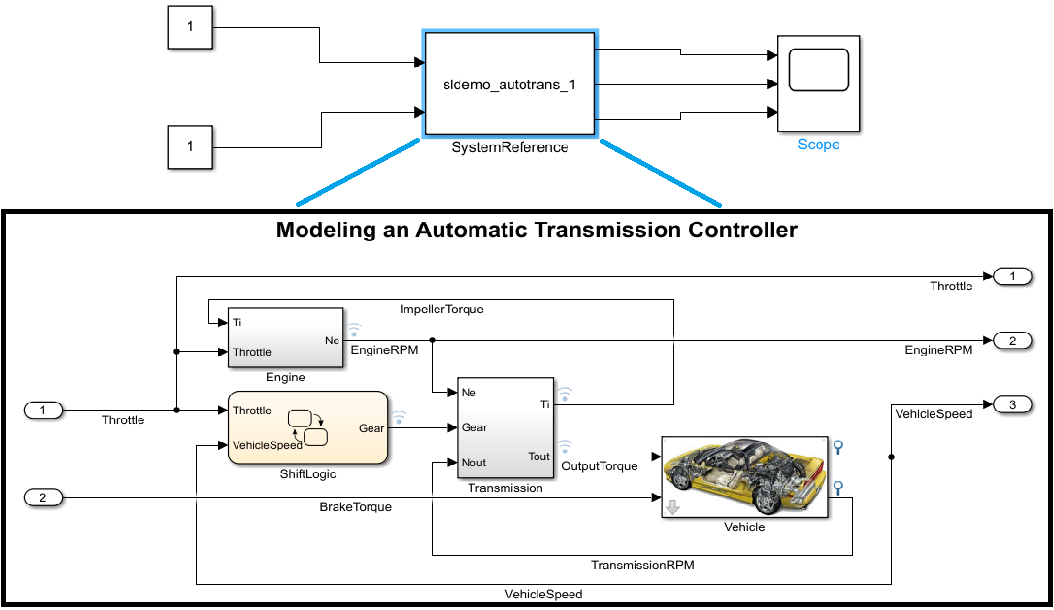 1
sldemo_autotrans_1
SystemReference
1
Scope
Modeling an Automatic Transmission Controller
1
Throttle
ImpellerTorque
Ti
Throttle
Ne
Engine
EngineRPM
2
EngineRPM
1
Throttle
Throttle
VehicleSpeed
Gear
ShiftLogic
Ne
Gear
Nout
Ti
Tout
Transmission
OutputTorque
3
VehicleSpeed
2
BrakeTorque
Vehicle
TransmissionRPM
VehicleSpeed